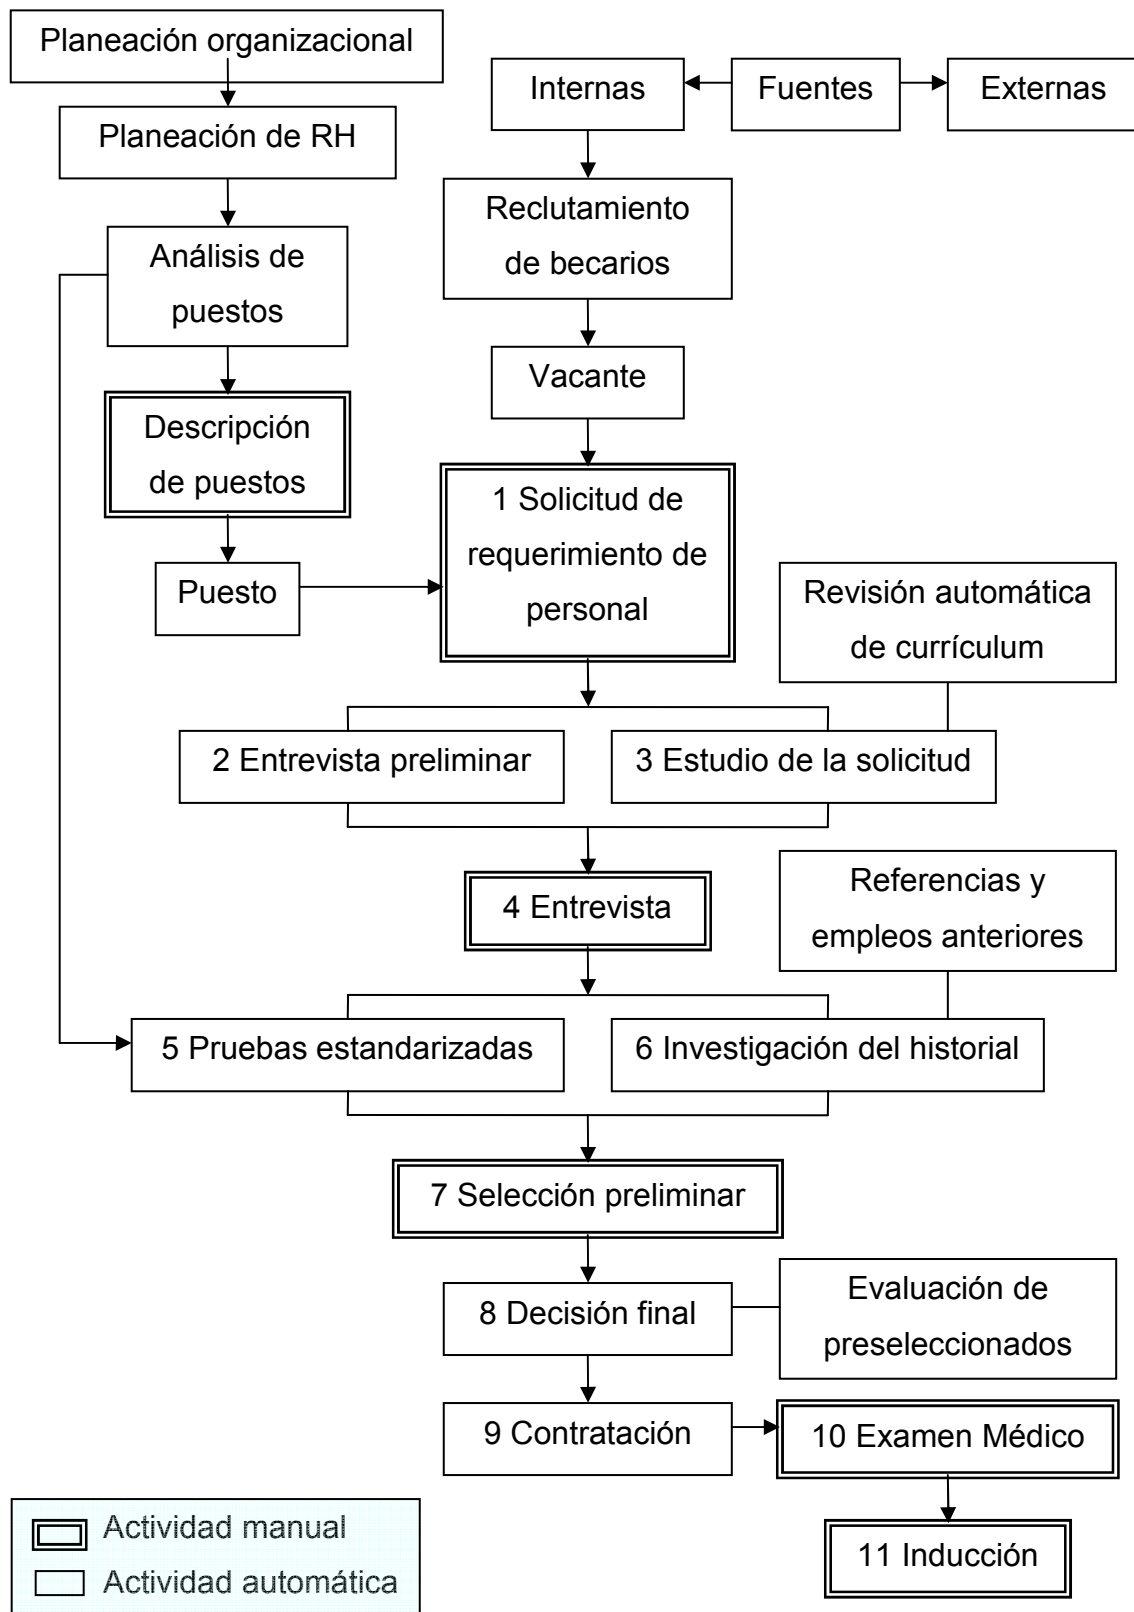 Planeación organizacional
Internas
Fuentes
Externas
Planeación de RH
Reclutamiento
de becarios
Análisis de
puestos
Vacante
Descripción
de puestos
1 Solicitud de
requerimiento de
personal
Puesto
Revisión automática
de currículum
2 Entrevista preliminar
3 Estudio de la solicitud
4 Entrevista
Referencias y
empleos anteriores
5 Pruebas estandarizadas
6 Investigación del historial
7 Selección preliminar
8 Decisión final
Evaluación de
preseleccionados
9 Contratación
10 Examen Médico
11 Inducción
Actividad manual
Actividad automática